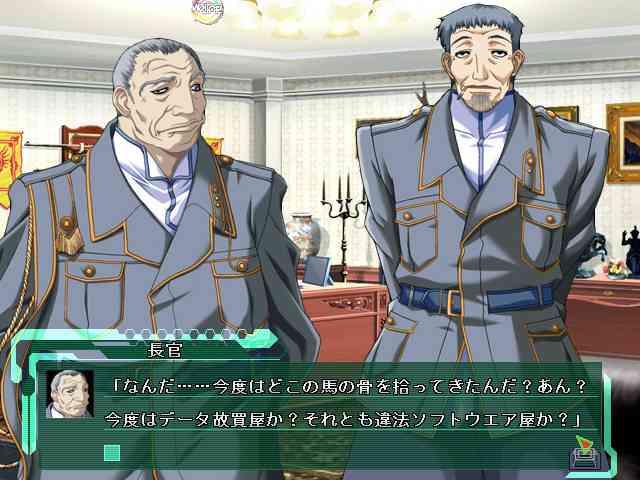 長官
「なんだ……今度はどこの馬の骨を拾ってきたんだ？あん？
今度はデータ故買屋か？それとも違法ソフトウエア屋か？」